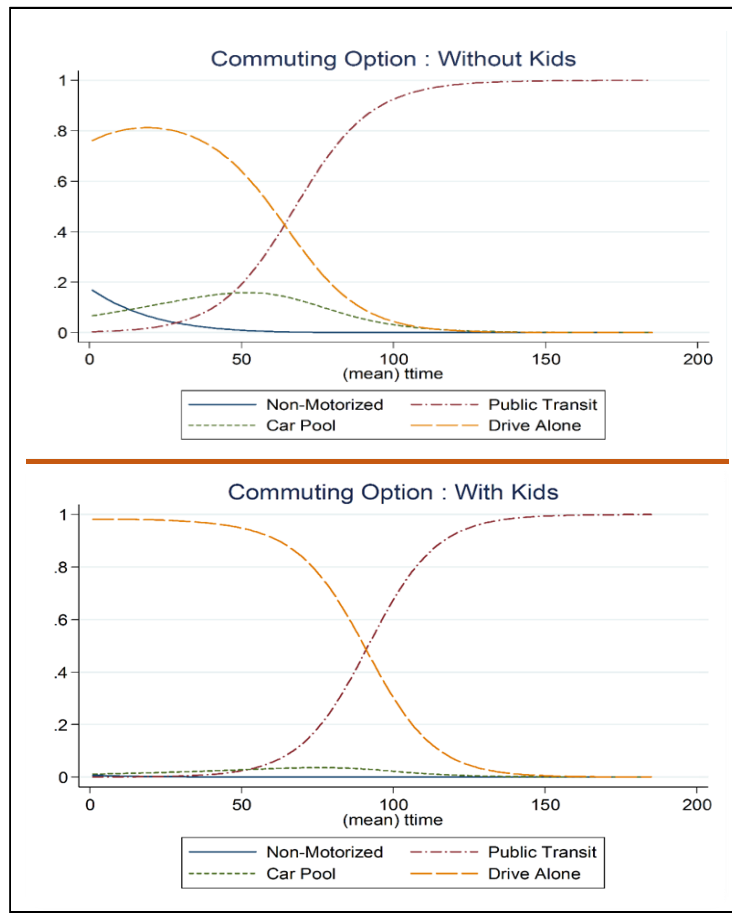 Commuting Option : Without Kids
1
.8
.6
.4
.2
0
0 50 100 150 200
(mean) ttime
Non-Motorized Public Transit
Car Pool Drive Alone
Commuting Option : With Kids
1
.8
.6
.4
.2
0
0 50 100 150 200
(mean) ttime
Non-Motorized Public Transit
Car Pool Drive Alone